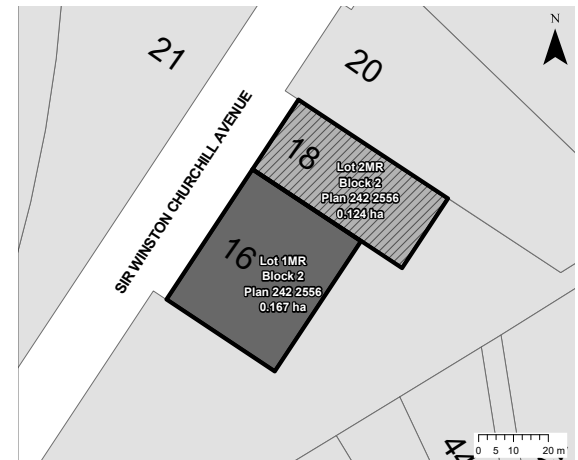 N
21
20
SIR WINSTON CHURCHILL AVENUE
18
Lot 2MR
Block 2
Plan 242 2556
0.124 ha
16
Lot 1MR
Block 2
Plan 242 2556
0.167 ha
0 5 10 20 m